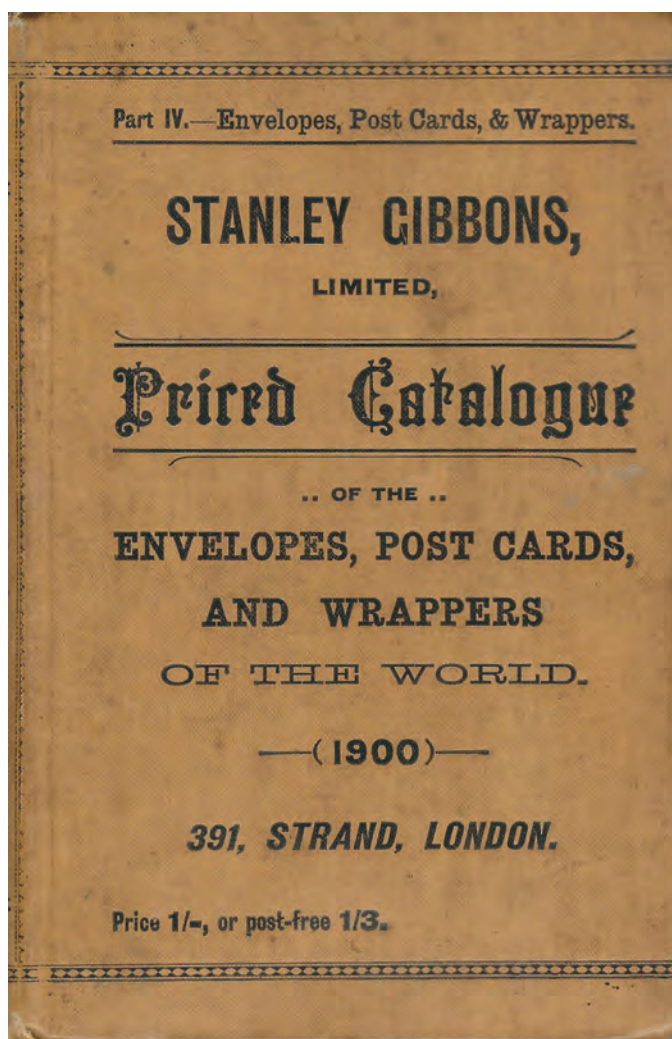 Part IV.—Envelopes, Post Cards, & Wrappers.
STANLEY GIBBONS,
LIMITED,
Priced Catalogue
.. OF THE ..
ENVELOPES, POST CARDS,
AND WRAPPERS
OF THE WORLD.
—(1900)—
391, STRAND, LONDON.
Price 1/-, or post-free 1/3.